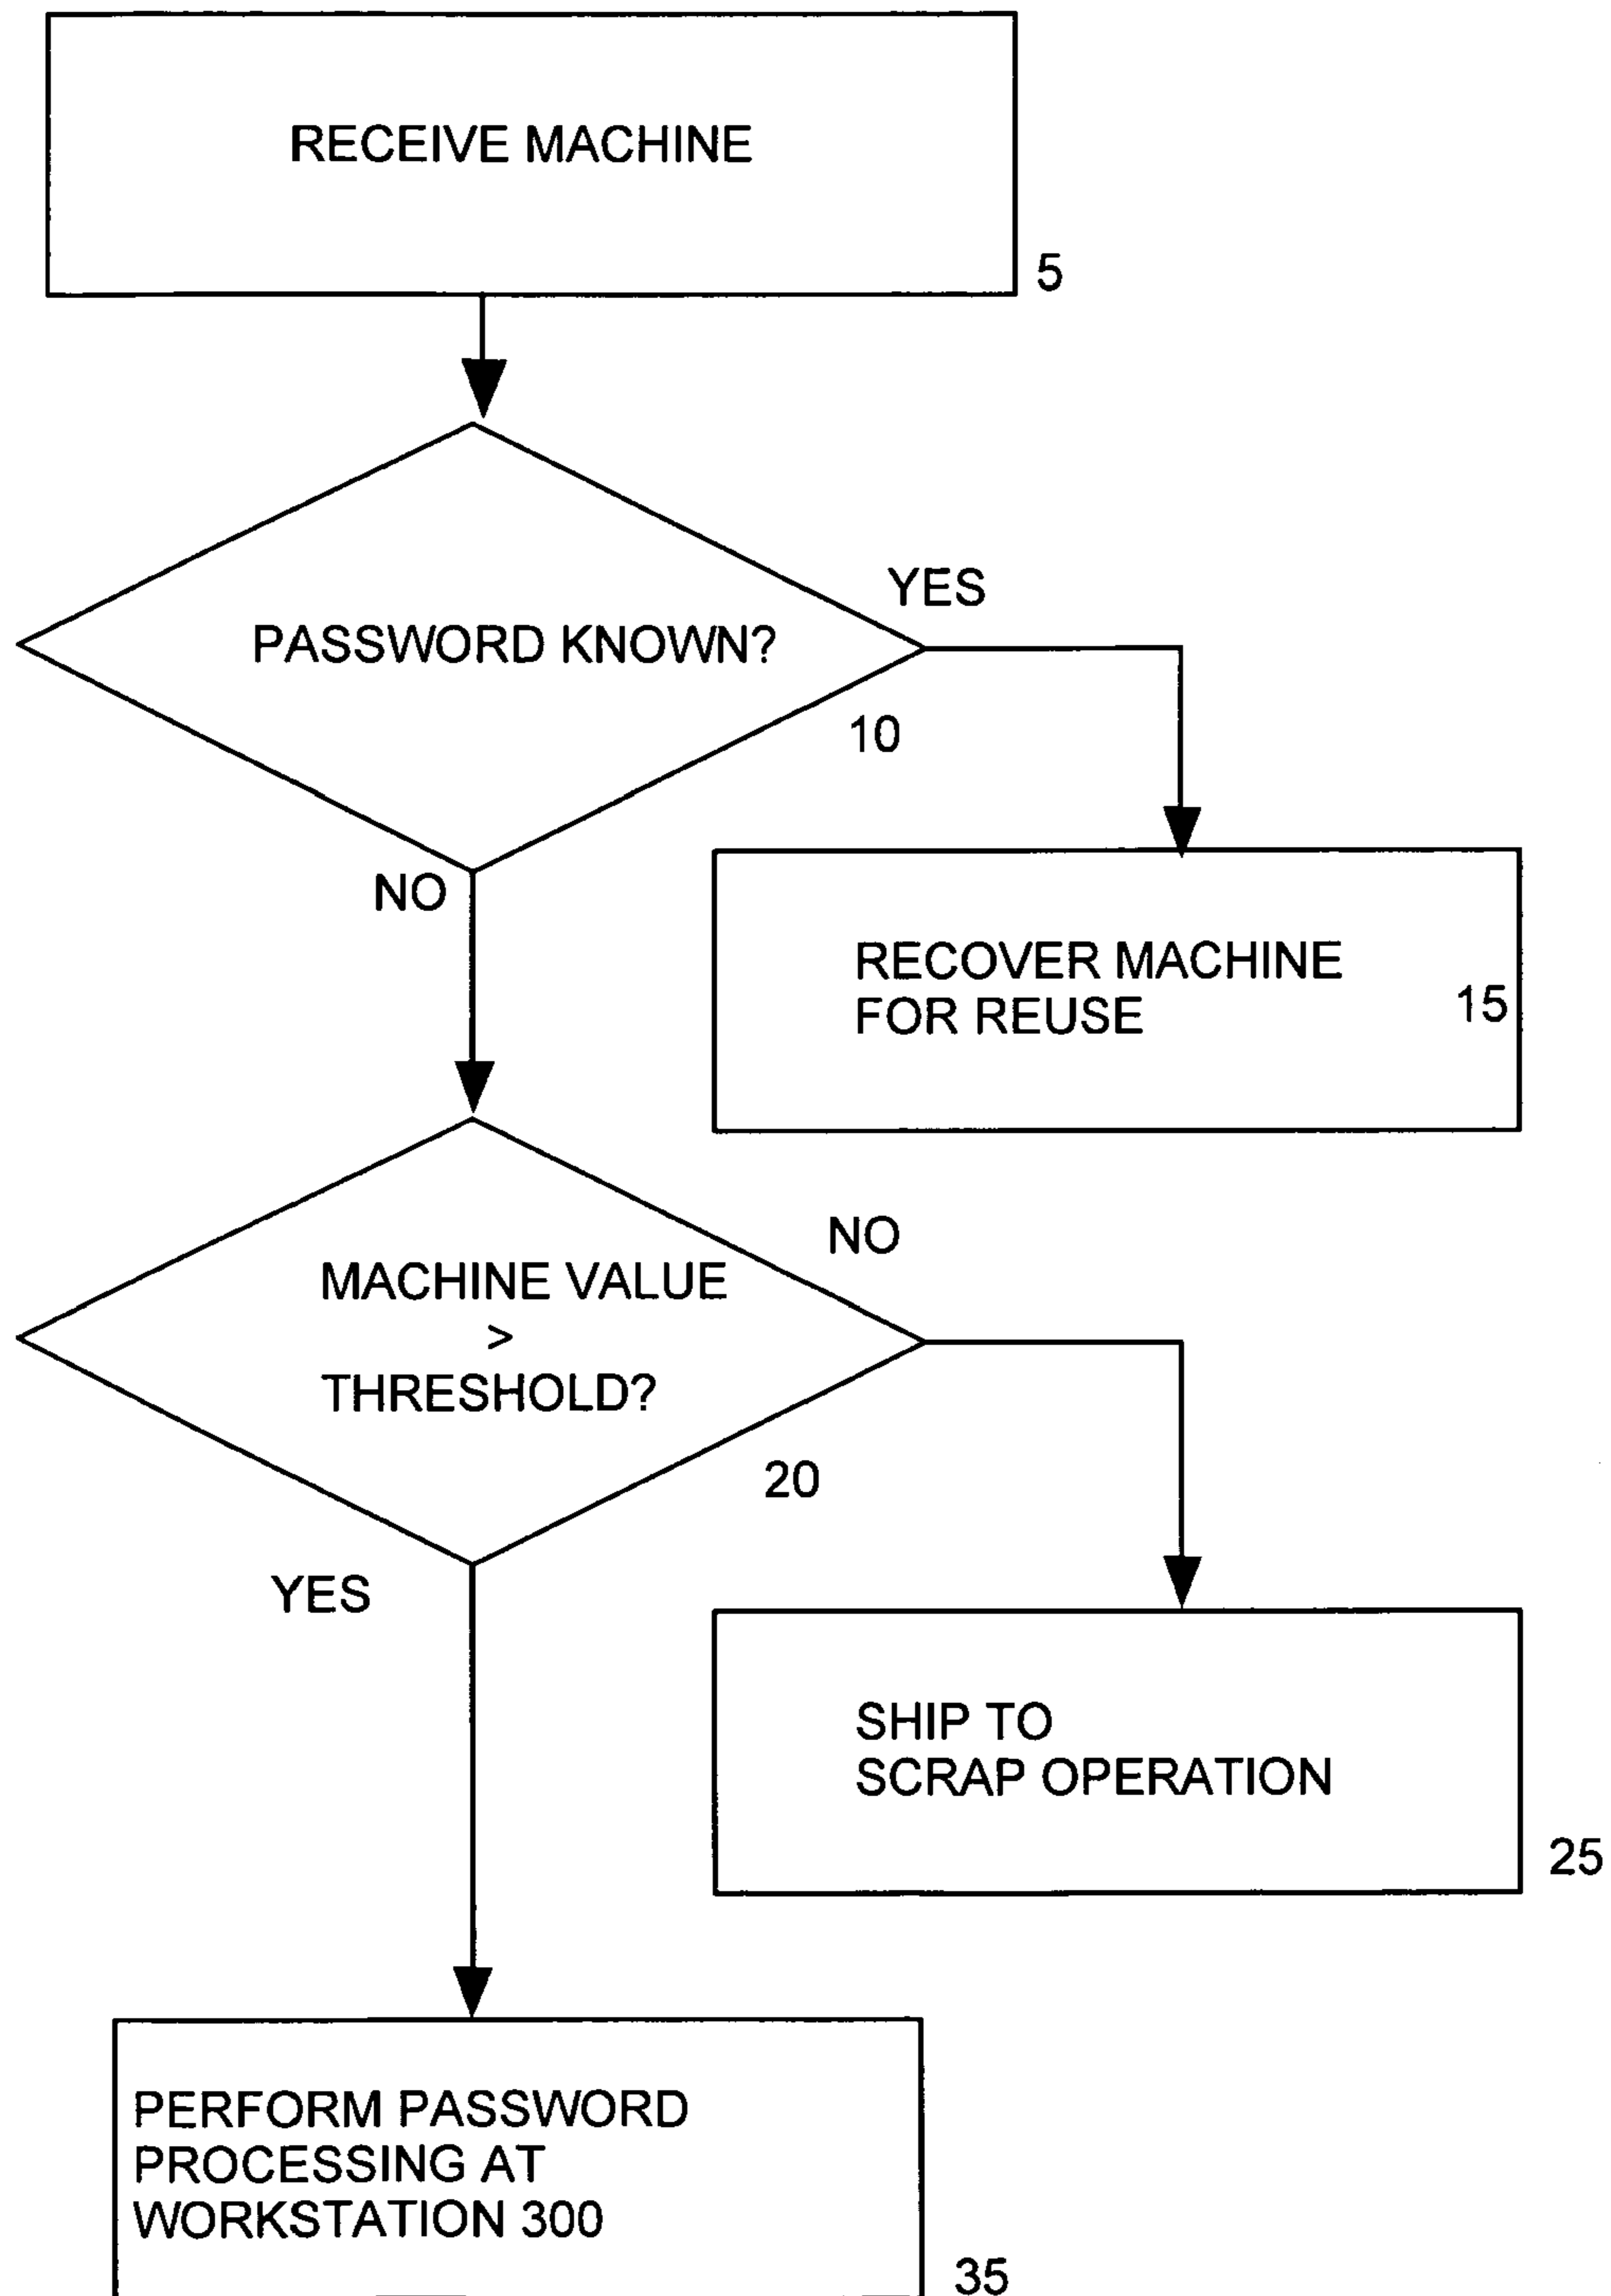 RECEIVE MACHINE
5
YES
PASSWORD KNOWN?
10
NO
RECOVER MACHINE
FOR REUSE
15
NO
MACHINE VALUE
>
THRESHOLD?
20
YES
SHIP TO
SCRAP OPERATION
25
PERFORM PASSWORD
PROCESSING AT
WORKSTATION 300
35